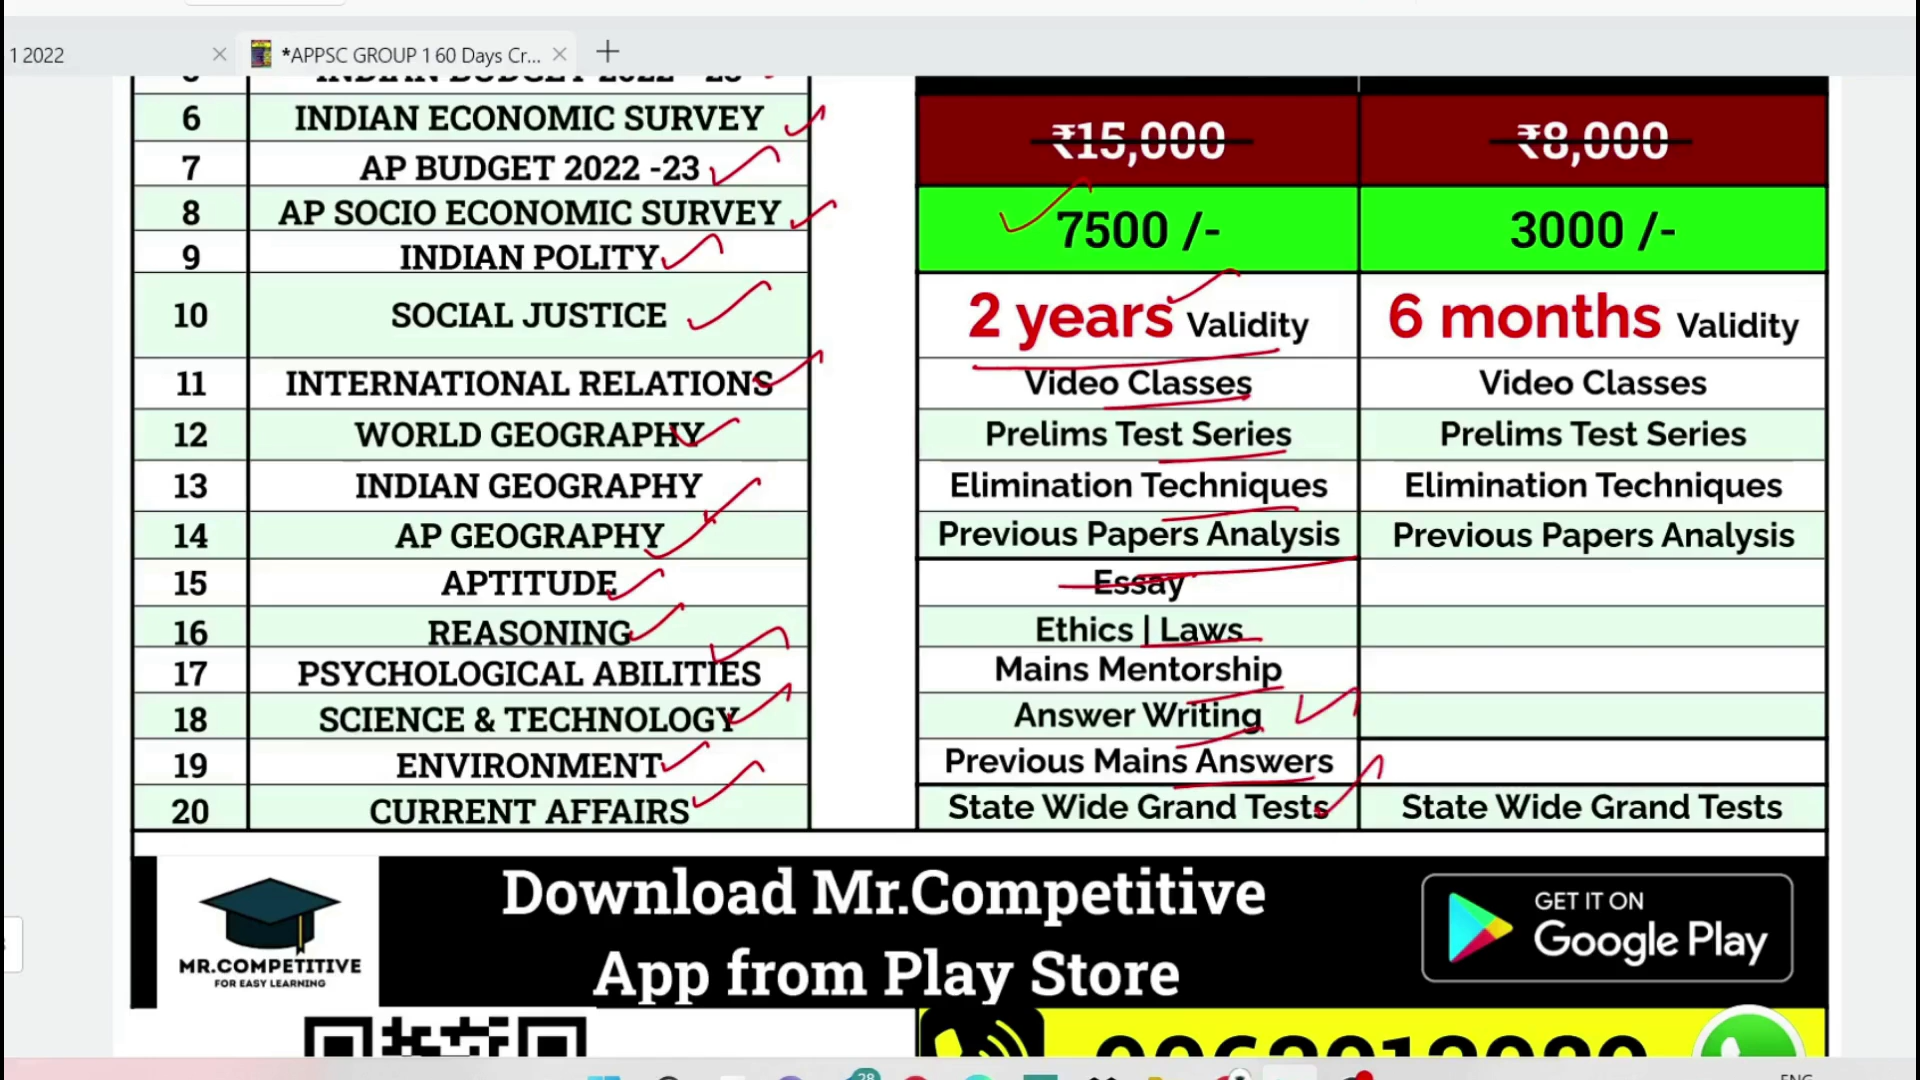 1 2022
*APPSC GROUP 1 60 Days Cr...
INDIAN BUDGET 2022 -23
6 INDIAN ECONOMIC SURVEY
7 AP BUDGET 2022 -23
8 AP SOCIO ECONOMIC SURVEY
9 INDIAN POLITY
10 SOCIAL JUSTICE
11 INTERNATIONAL RELATIONS
12 WORLD GEOGRAPHY
13 INDIAN GEOGRAPHY
14 AP GEOGRAPHY
15 APTITUDE
16 REASONING
17 PSYCHOLOGICAL ABILITIES
18 SCIENCE & TECHNOLOGY
19 ENVIRONMENT
20 CURRENT AFFAIRS
₹15,000 ₹8,000
7500 /- 3000 /-
2 years Validity 6 months Validity
Video Classes Video Classes
Prelims Test Series Prelims Test Series
Elimination Techniques Elimination Techniques
Previous Papers Analysis Previous Papers Analysis
Essay
Ethics | Laws
Mains Mentorship
Answer Writing
Previous Mains Answers
State Wide Grand Tests State Wide Grand Tests
MR.COMPETITIVE
FOR EASY LEARNING
Download Mr.Competitive
App from Play Store
GET IT ON
Google Play
28
ENG